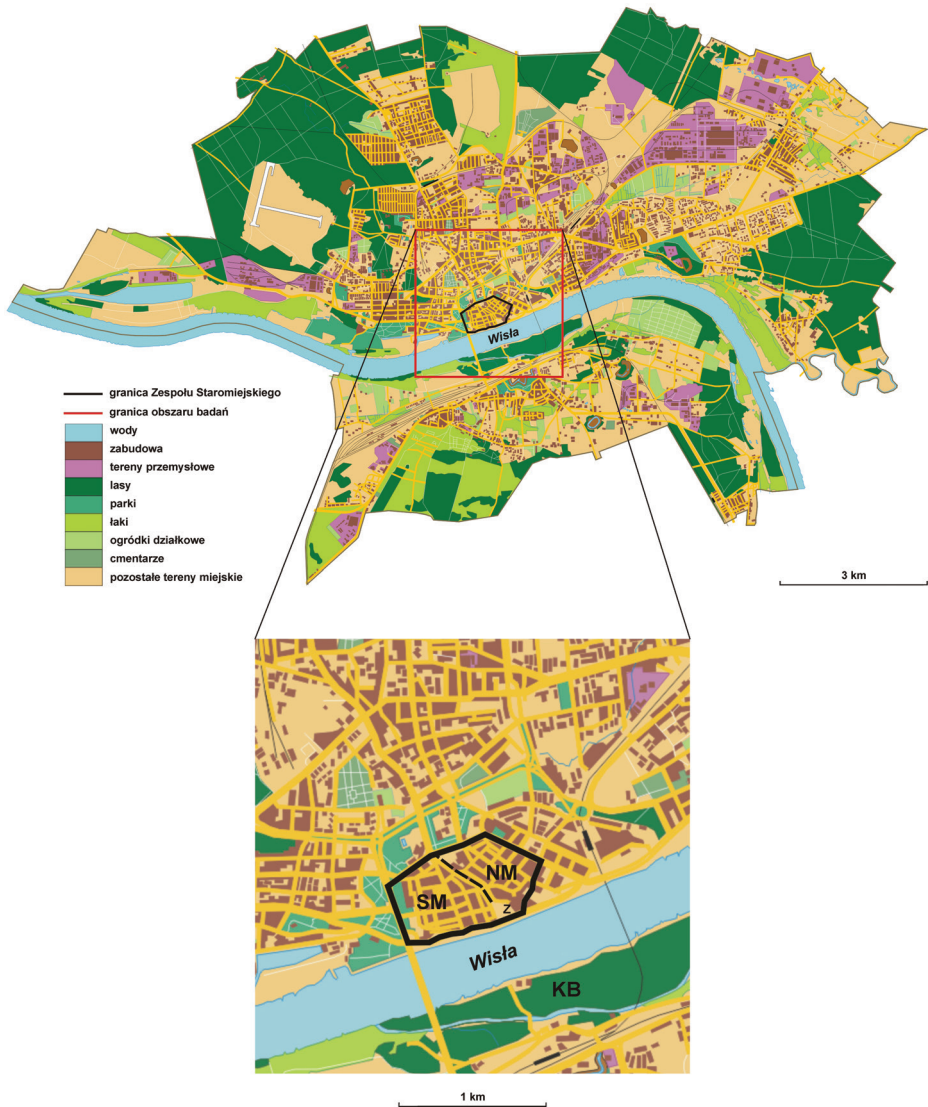 Wisła
granica Zespołu Staromiejskiego
granica obszaru badań
wody
zabudowa
tereny przemysłowe
lasy
parki
łaki
ogródki działkowe
cmentarze
pozostałe tereny miejskie
3 km
NM
SM
Z
Wisła
KB
1 km